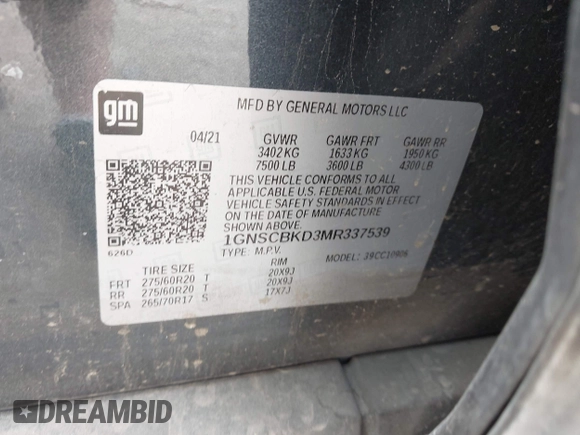 gm
MFD BY GENERAL MOTORS LLC
04/21 GVWR GAWR FRT GAWR RR
3402 KG 1633 KG 1950 KG
7500 LB 3600 LB 4300 LB
THIS VEHICLE CONFORMS TO ALL
APPLICABLE U.S. FEDERAL MOTOR
VEHICLE SAFETY STANDARDS IN EFFECT
ON THE DATE OF MANUFACTURE
SHOWN ABOVE.
1GNSCBKD3MR337539
626D
TYPE: M.P.V. MODEL: 39CC10906
TIRE SIZE RIM
FRT 275/60R20 T 20X9J
RR 275/60R20 T 20X9J
SPA 265/70R17 S 17X7J
DREAMBID